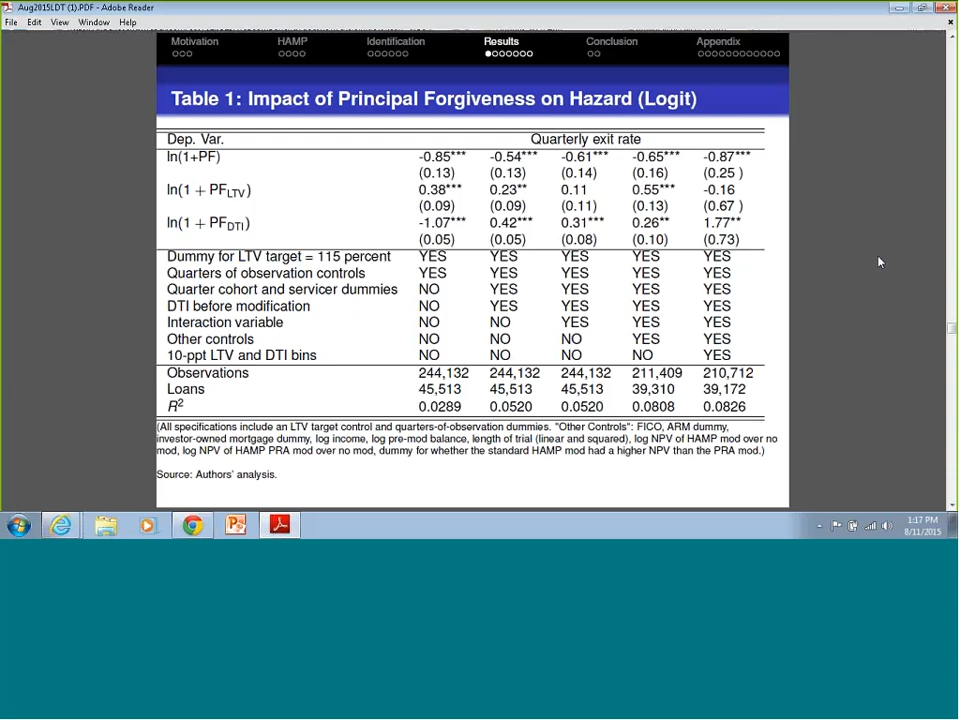 Aug2015LDT (1).PDF - Adobe Reader
File Edit View Window Help
Motivation HAMP Identification Results Conclusion Appendix
Table 1: Impact of Principal Forgiveness on Hazard (Logit)
Dep. Var. Quarterly exit rate
ln(1+PF) -0.85*** -0.54*** -0.61*** -0.65*** -0.87***
(0.13) (0.13) (0.14) (0.16) (0.25 )
ln(1 + PFLTV) 0.38*** 0.23** 0.11 0.55*** -0.16
(0.09) (0.09) (0.11) (0.13) (0.67 )
ln(1 + PFDTI) -1.07*** 0.42*** 0.31*** 0.26** 1.77**
(0.05) (0.05) (0.08) (0.10) (0.73)
Dummy for LTV target = 115 percent YES YES YES YES YES
Quarters of observation controls YES YES YES YES YES
Quarter cohort and servicer dummies NO YES YES YES YES
DTI before modification NO YES YES YES YES
Interaction variable NO NO YES YES YES
Other controls NO NO NO YES YES
10-ppt LTV and DTI bins NO NO NO NO YES
Observations 244,132 244,132 244,132 211,409 210,712
Loans 45,513 45,513 45,513 39,310 39,172
R2 0.0289 0.0520 0.0520 0.0808 0.0826
(All specifications include an LTV target control and quarters-of-observation dummies. "Other Controls": FICO, ARM dummy,
investor-owned mortgage dummy, log income, log pre-mod balance, length of trial (linear and squared), log NPV of HAMP mod over no
mod, log NPV of HAMP PRA mod over no mod, dummy for whether the standard HAMP mod had a higher NPV than the PRA mod.)
Source: Authors' analysis.
1:17 PM
8/11/2015